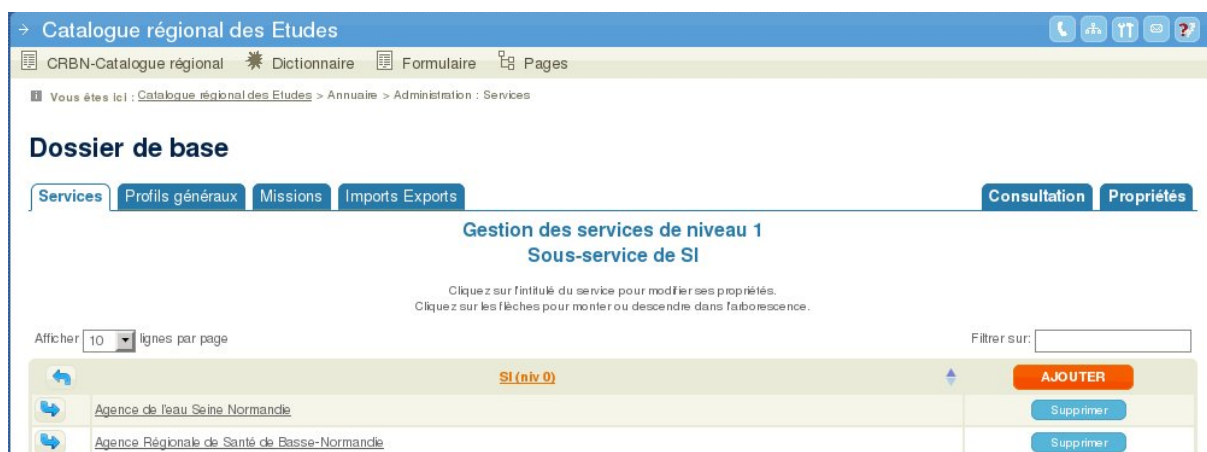 Catalogue régional des Etudes
CRBN-Catalogue régional Dictionnaire Formulaire Pages
Vous êtes ici : Catalogue régional des Etudes > Annuaire > Administration : Services
Dossier de base
Services Profils généraux Missions Imports Exports Consultation Propriétés
Gestion des services de niveau 1
Sous-service de SI
Cliquez sur l'intitulé du service pour modifier ses propriétés.
Cliquez sur les flèches pour monter ou descendre dans l'arborescence.
Afficher 10 lignes par page Filtrer sur:
SI (niv 0) AJOUTER
Agence de l'eau Seine Normandie Supprimer
Agence Régionale de Santé de Basse-Normandie Supprimer